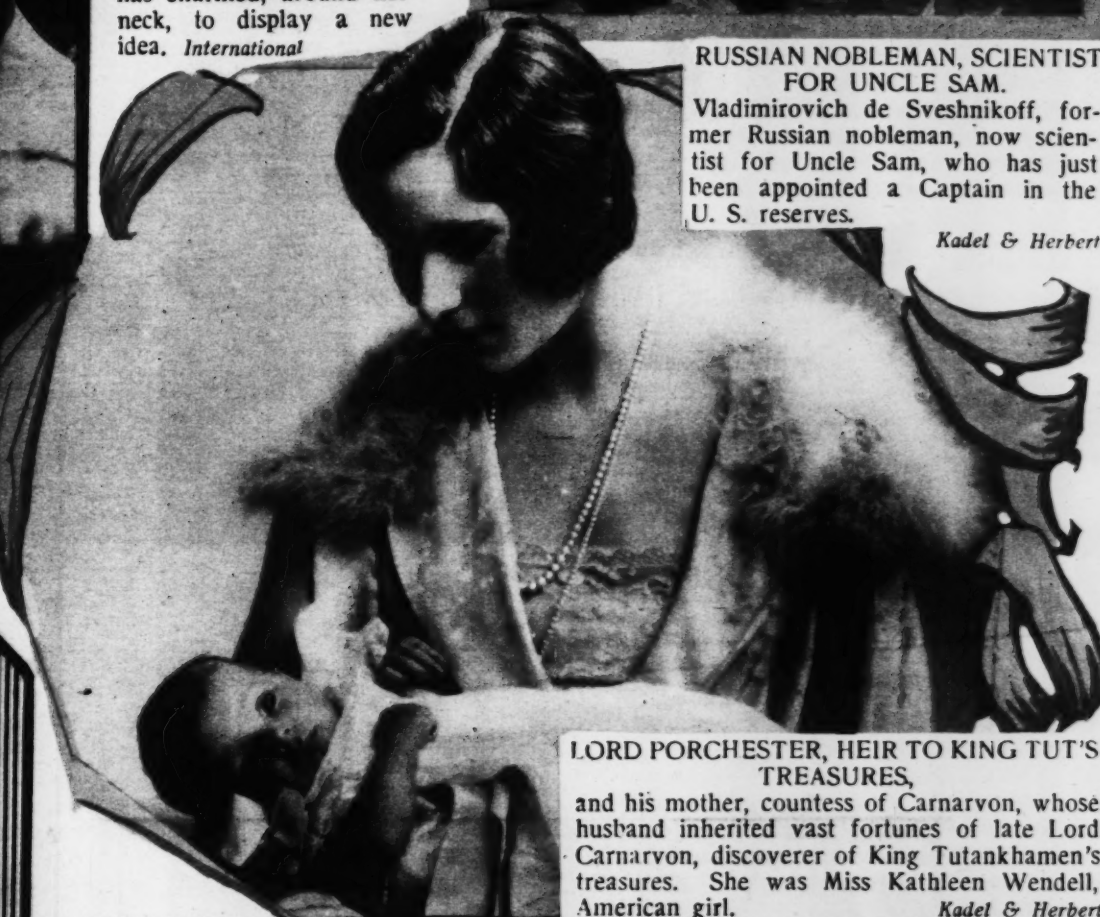 neck, to display a new
idea. International
RUSSIAN NOBLEMAN, SCIENTIST
FOR UNCLE SAM.
Vladimirovich de Sveshnikoff, for-
mer Russian nobleman, now scien-
tist for Uncle Sam, who has just
been appointed a Captain in the
U. S. reserves.
Kadel & Herbert
LORD PORCHESTER, HEIR TO KING TUT'S
TREASURES,
and his mother, countess of Carnarvon, whose
husband inherited vast fortunes of late Lord
Carnarvon, discoverer of King Tutankhamen's
treasures. She was Miss Kathleen Wendell,
American girl. Kadel & Herbert